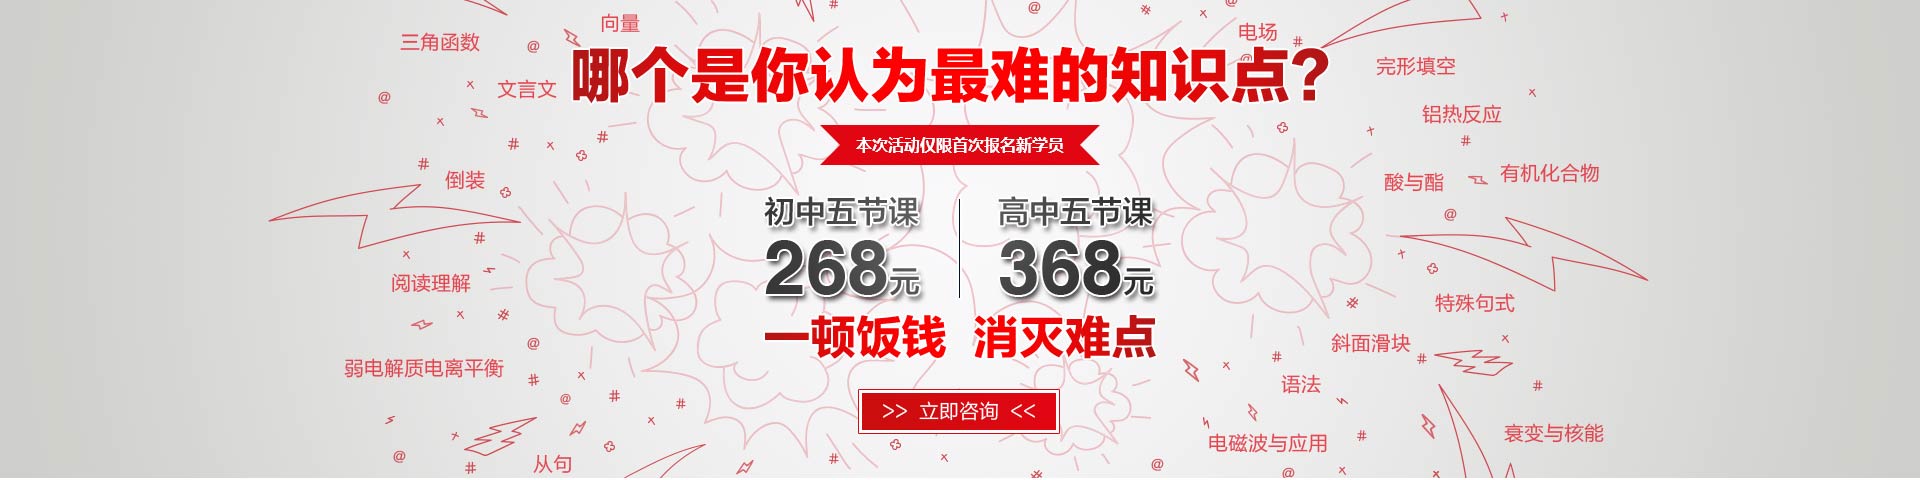 向量
电场
三角函数
哪个是你认为最难的知识点?
完形填空
文言文
铝热反应
本次活动仅限首次报名新学员
倒装
酸与酯
有机化合物
初中五节课
高中五节课
268元
368元
阅读理解
特殊句式
一顿饭钱 消灭难点
斜面滑块
弱电解质电离平衡
语法
>> 立即咨询 <<
衰变与核能
电磁波与应用
从句